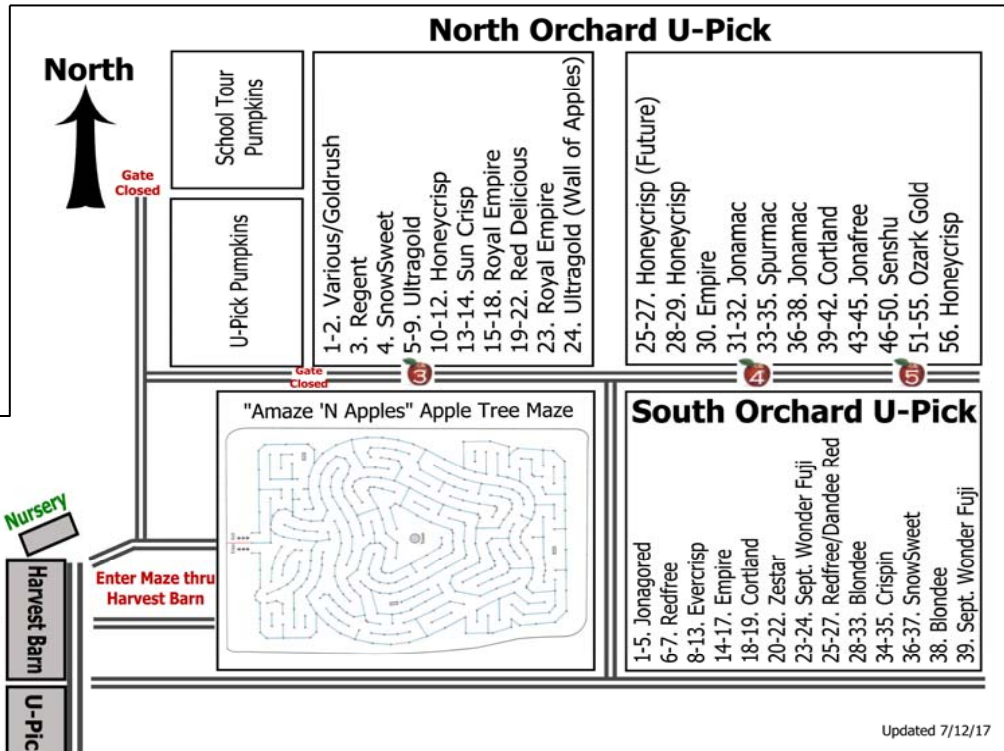 North Orchard U-Pick
North
School Tour
Pumpkins
Gate
Closed
U-Pick Pumpkins
1-2. Various/Goldrush
3. Regent
4. SnowSweet
5-9. Ultragold
10-12. Honeycrisp
13-14. Sun Crisp
15-18. Royal Empire
19-22. Red Delicious
23. Royal Empire
24. Ultragold (Wall of Apples)
25-27. Honeycrisp (Future)
28-29. Honeycrisp
30. Empire
31-32. Jonamac
33-35. Spurmac
36-38. Jonamac
39-42. Cortland
43-45. Jonafree
46-50. Senshu
51-55. Ozark Gold
56. Honeycrisp
Gate
Closed
3
4
5
"Amaze 'N Apples" Apple Tree Maze
South Orchard U-Pick
1-5. Jonagored
6-7. Redfree
8-13. Evercrisp
14-17. Empire
18-19. Cortland
20-22. Zestar
23-24. Sept. Wonder Fuji
25-27. Redfree/Dandee Red
28-33. Blondee
34-35. Crispin
36-37. SnowSweet
38. Blondee
39. Sept. Wonder Fuji
Nursery
Harvest Barn
Enter Maze thru
Harvest Barn
U-Pic
Updated 7/12/17